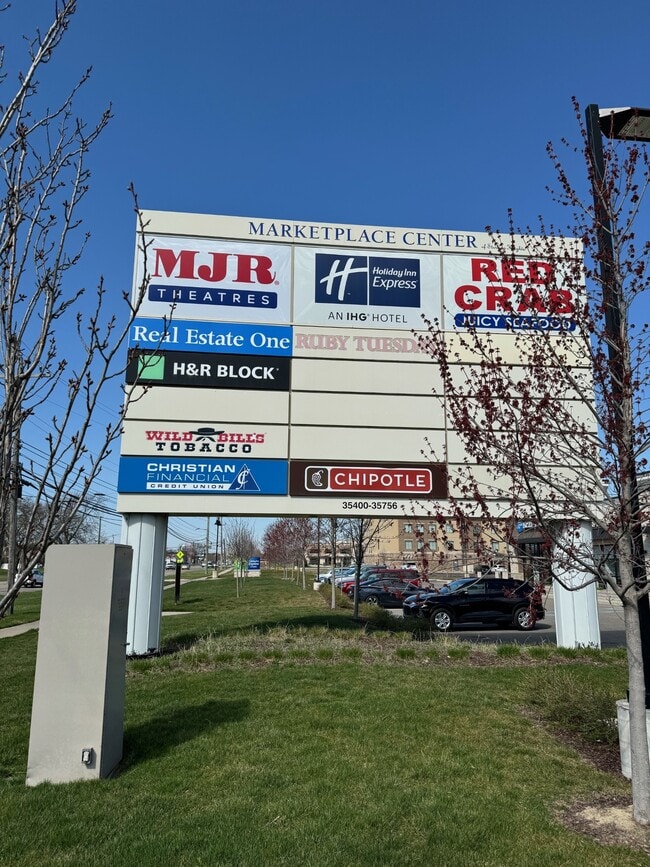 MARKETPLACE CENTER
MJR
THEATRES
H
Holiday Inn
Express
AN IHG® HOTEL
RED
CRAB
JUICY SEAFOOD
Real Estate One
RUBY TUESDAY
H&R BLOCK
WILD BILL'S
TOBACCO
CHRISTIAN
FINANCIAL
CREDIT UNION
CHIPOTLE
35400-35756